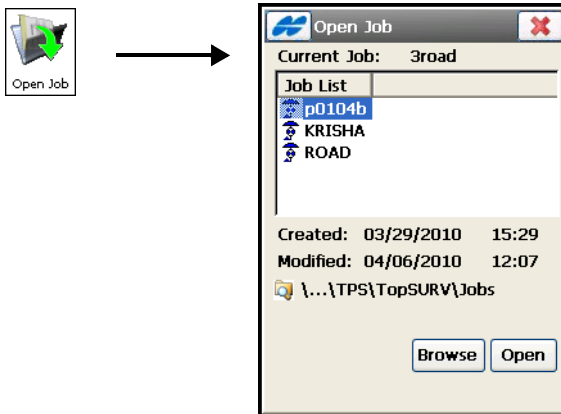 Open Job
Open Job
Current Job: 3road
Job List
p0104b
KRISHA
ROAD
Created: 03/29/2010 15:29
Modified: 04/06/2010 12:07
\...\TPS\TopSURV\Jobs
Browse Open